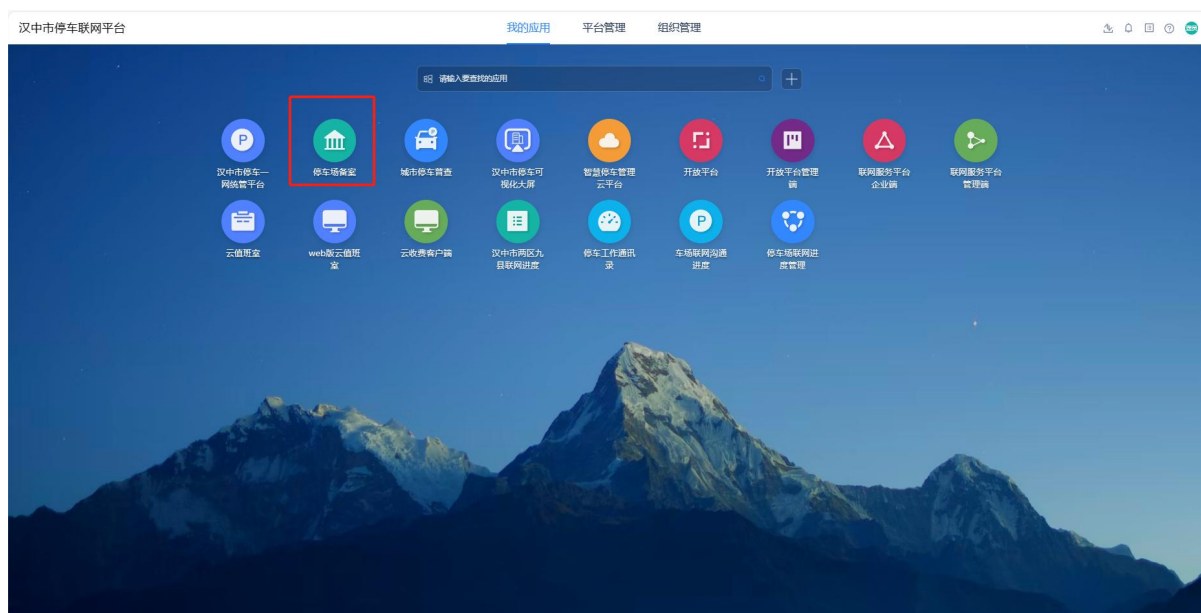 汉中市停车联网平台
我的应用
平台管理
组织管理
请输入要查找的应用
汉中市停车一
网统管平台
停车场备案
城市停车普查
汉中市停车可
视化大屏
智慧停车管理
云平台
开放平台
开放平台管理
端
联网服务平台
企业端
联网服务平台
管理端
云值班室
web版云值班
室
云收费客户端
汉中市两区九
县联网进度
停车工作通讯
录
车场联网沟通
进度
停车场联网进
度管理